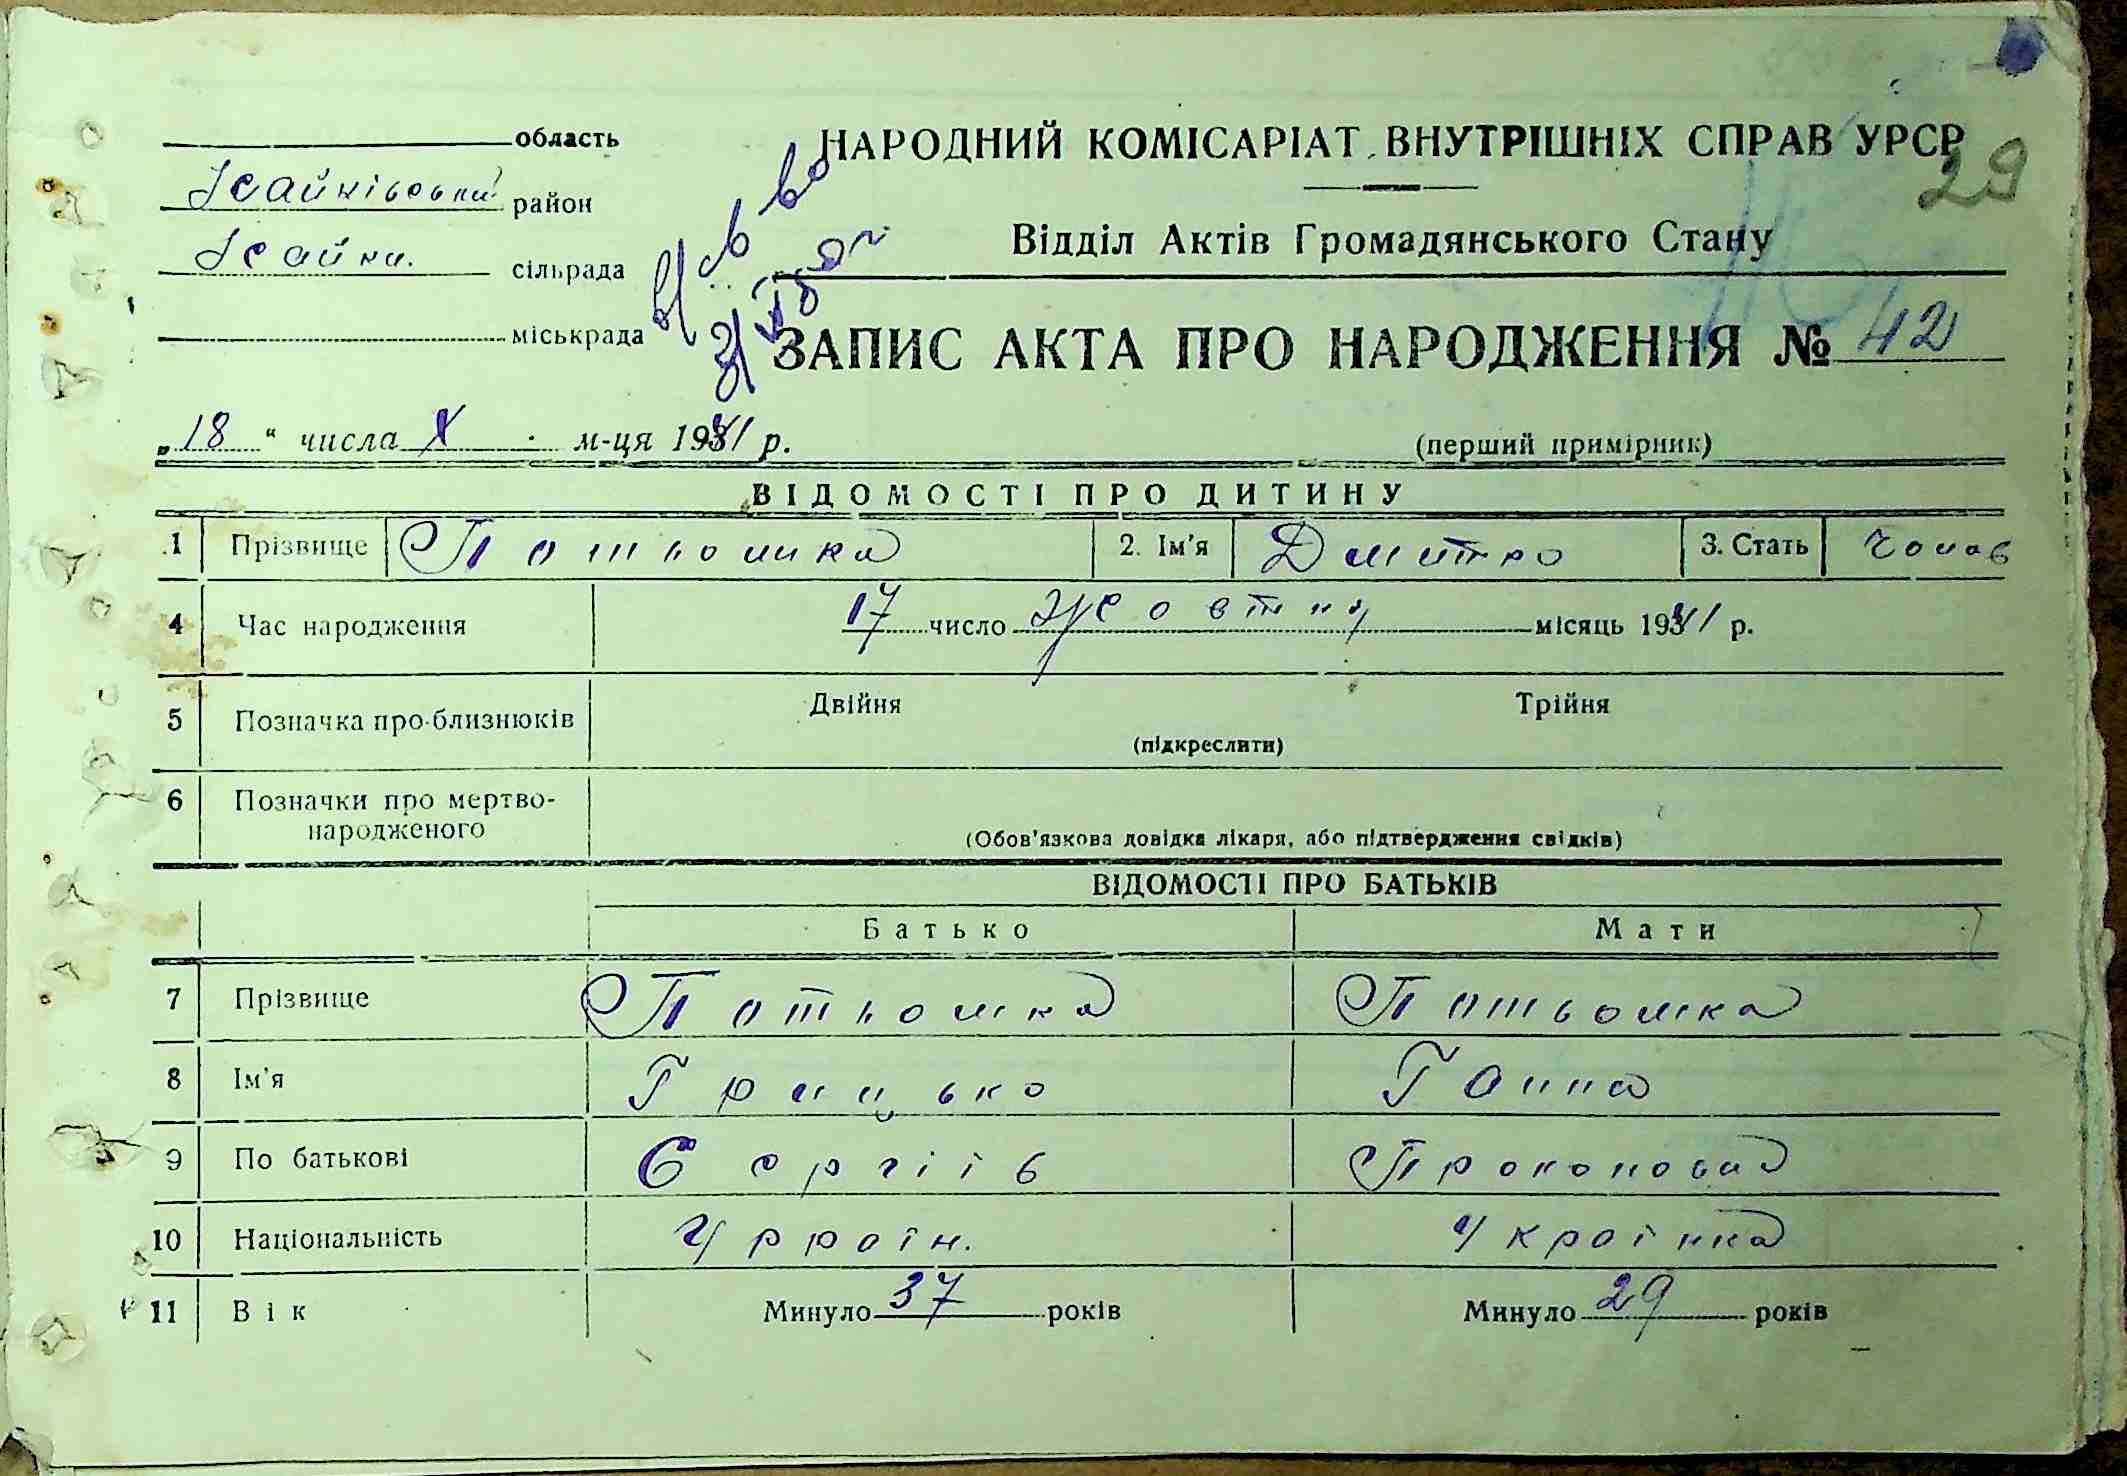 область
НАРОДНИЙ КОМІСАРІАТ ВНУТРІШНІХ СПРАВ УРСР
29
Ісайківськи район
Ісайки. сільрада
Відділ Актів Громадянського Стану
міськрада
ЗАПИС АКТА ПРО НАРОДЖЕННЯ № 42
„18“ числа X м-ця 1941 р.
(перший примірник)
ВІДОМОСТІ ПРО ДИТИНУ
1 Прізвище Потьомка 2. Ім'я Дмитро 3. Стать Чолов
4 Час народження 17 число Жовтня місяць 1941 р.
5 Позначка про близнюків Двійня Трійня
(підкреслити)
6 Позначки про мертво-
народженого
(Обов'язкова довідка лікаря, або підтвердження свідків)
ВІДОМОСТІ ПРО БАТЬКІВ
Батько Мати
7 Прізвище Потьомка Потьомка
8 Ім'я Грицько Ганна
9 По батькові Сергіїв Прокоповна
10 Національність Украін. Украінка
11 Вік Минуло 37 років Минуло 29 років